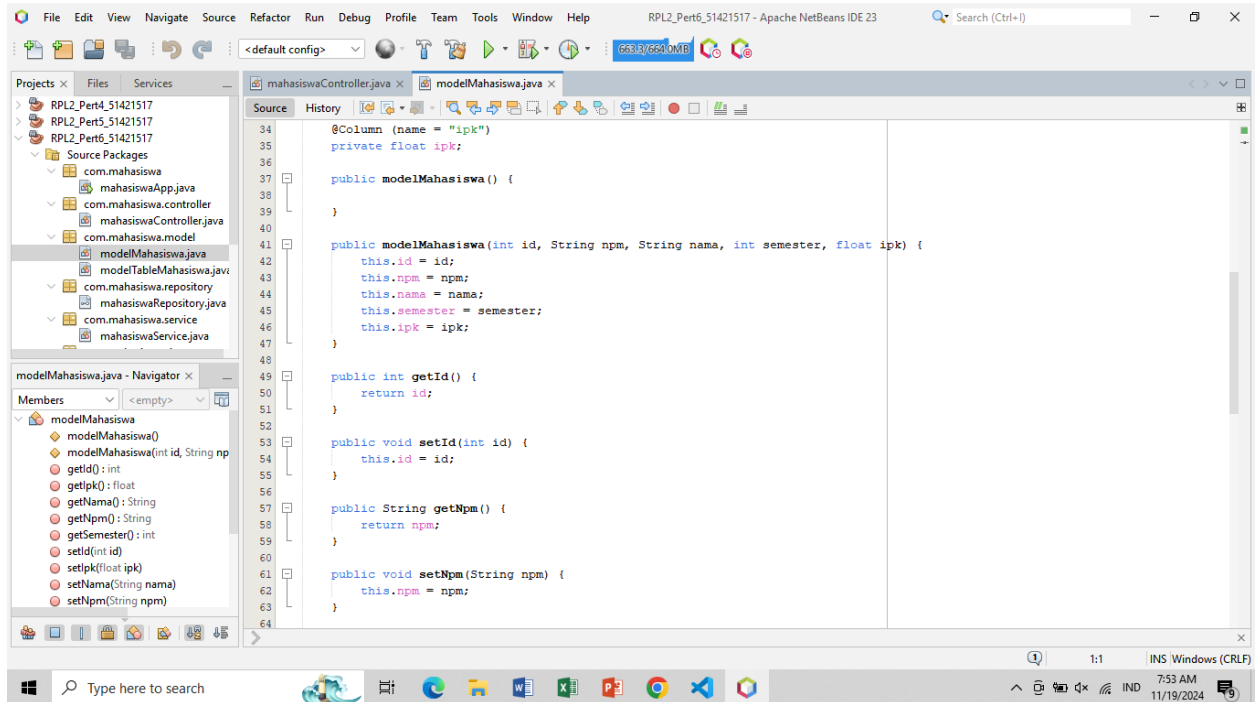 File Edit View Navigate Source Refactor Run Debug Profile Team Tools Window Help RPL2_Pert6_51421517 - Apache NetBeans IDE 23 Search (Ctrl+I)
<default config> 663.3/664.0MB
Projects Files Services
RPL2_Pert4_51421517
RPL2_Pert5_51421517
RPL2_Pert6_51421517
Source Packages
com.mahasiswa
mahasiswaApp.java
com.mahasiswa.controller
mahasiswaController.java
com.mahasiswa.model
modelMahasiswa.java
modelTableMahasiswa.java
com.mahasiswa.repository
mahasiswaRepository.java
com.mahasiswa.service
mahasiswaService.java
modelMahasiswa.java - Navigator
Members <empty>
modelMahasiswa
modelMahasiswa()
modelMahasiswa(int id, String np
getId() : int
getIpk() : float
getNama() : String
getNpm() : String
getSemester() : int
setId(int id)
setIpk(float ipk)
setNama(String nama)
setNpm(String npm)
mahasiswaController.java modelMahasiswa.java
Source History
34 @Column (name = "ipk")
35 private float ipk;
36
37 public modelMahasiswa() {
38
39 }
40
41 public modelMahasiswa(int id, String npm, String nama, int semester, float ipk) {
42 this.id = id;
43 this.npm = npm;
44 this.nama = nama;
45 this.semester = semester;
46 this.ipk = ipk;
47 }
48
49 public int getId() {
50 return id;
51 }
52
53 public void setId(int id) {
54 this.id = id;
55 }
56
57 public String getNpm() {
58 return npm;
59 }
60
61 public void setNpm(String npm) {
62 this.npm = npm;
63 }
64
1 1:1 INS Windows (CRLF)
Type here to search
IND 7:53 AM
11/19/2024 9